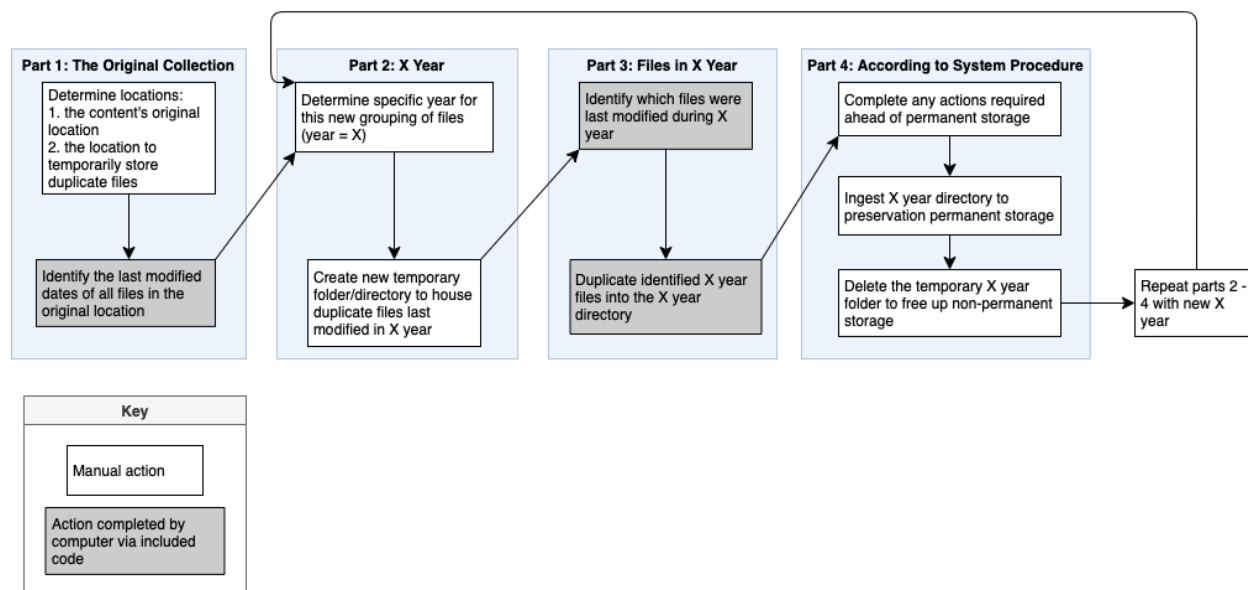 Part 1: The Original Collection
Determine locations:
1. the content's original
location
2. the location to
temporarily store
duplicate files
Identify the last modified
dates of all files in the
original location
Part 2: X Year
Determine specific year for
this new grouping of files
(year = X)
Create new temporary
folder/directory to house
duplicate files last
modified in X year
Part 3: Files in X Year
Identify which files were
last modified during X
year
Duplicate identified X year
files into the X year
directory
Part 4: According to System Procedure
Complete any actions required
ahead of permanent storage
Ingest X year directory to
preservation permanent storage
Delete the temporary X year
folder to free up non-permanent
storage
Repeat parts 2 -
4 with new X
year
Key
Manual action
Action completed by
computer via included
code